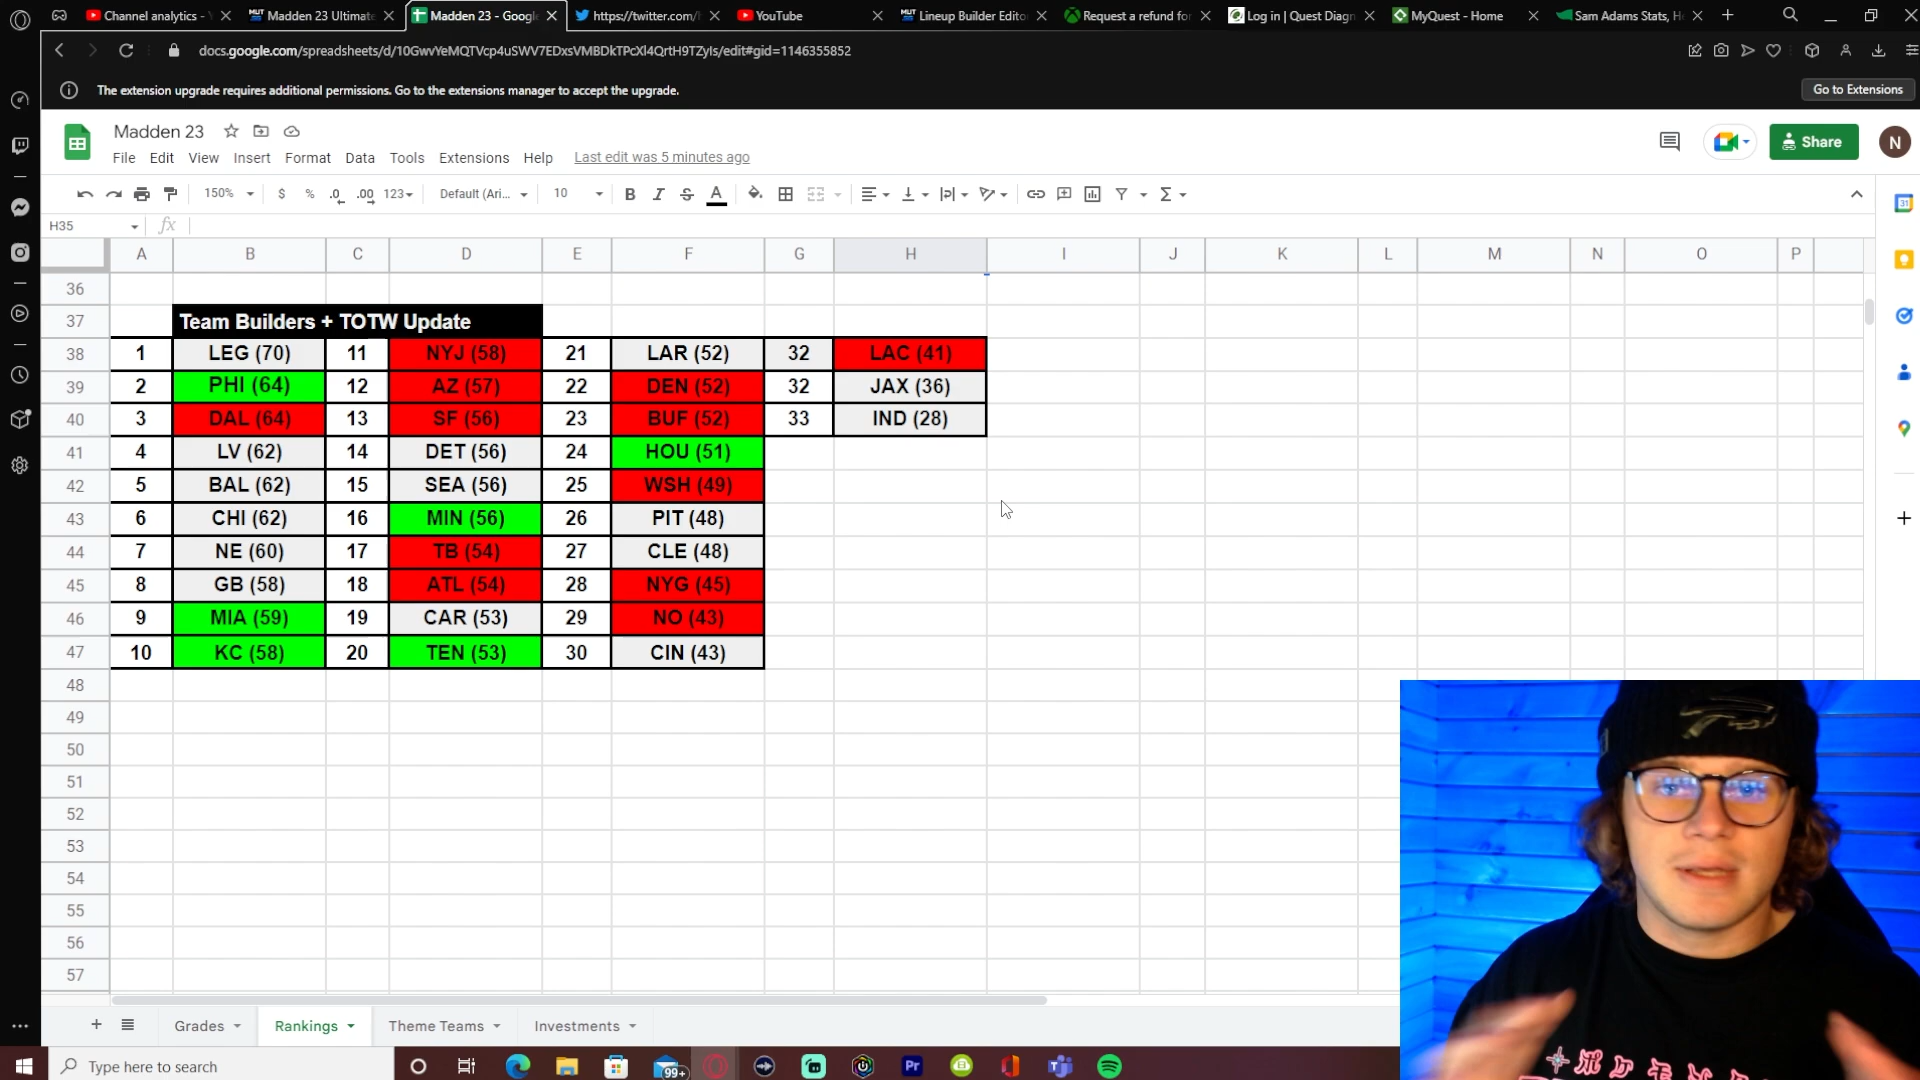 Channel analytics - Y
Madden 23 Ultimate
Madden 23 - Google
https://twitter.com/
YouTube
Lineup Builder Edito
Request a refund for
Log in | Quest Diagn
MyQuest - Home
Sam Adams Stats, H
docs.google.com/spreadsheets/d/10GwvYeMQTVcp4uSWV7EDxsVMBDkTPcXl4QrtH9TZyIs/edit#gid=1146355852
The extension upgrade requires additional permissions. Go to the extensions manager to accept the upgrade.
Go to Extensions
Madden 23
File Edit View Insert Format Data Tools Extensions Help Last edit was 5 minutes ago
Share
N
150% $ % .0 .00 123 Default (Ari... 10 B I S A
H35 fx
A B C D E F G H I J K L M N O P
36
37 Team Builders + TOTW Update
38 1 LEG (70) 11 NYJ (58) 21 LAR (52) 32 LAC (41)
39 2 PHI (64) 12 AZ (57) 22 DEN (52) 32 JAX (36)
40 3 DAL (64) 13 SF (56) 23 BUF (52) 33 IND (28)
41 4 LV (62) 14 DET (56) 24 HOU (51)
42 5 BAL (62) 15 SEA (56) 25 WSH (49)
43 6 CHI (62) 16 MIN (56) 26 PIT (48)
44 7 NE (60) 17 TB (54) 27 CLE (48)
45 8 GB (58) 18 ATL (54) 28 NYG (45)
46 9 MIA (59) 19 CAR (53) 29 NO (43)
47 10 KC (58) 20 TEN (53) 30 CIN (43)
48
49
50
51
52
53
54
55
56
57
Grades Rankings Theme Teams Investments
Type here to search
99+
Pr